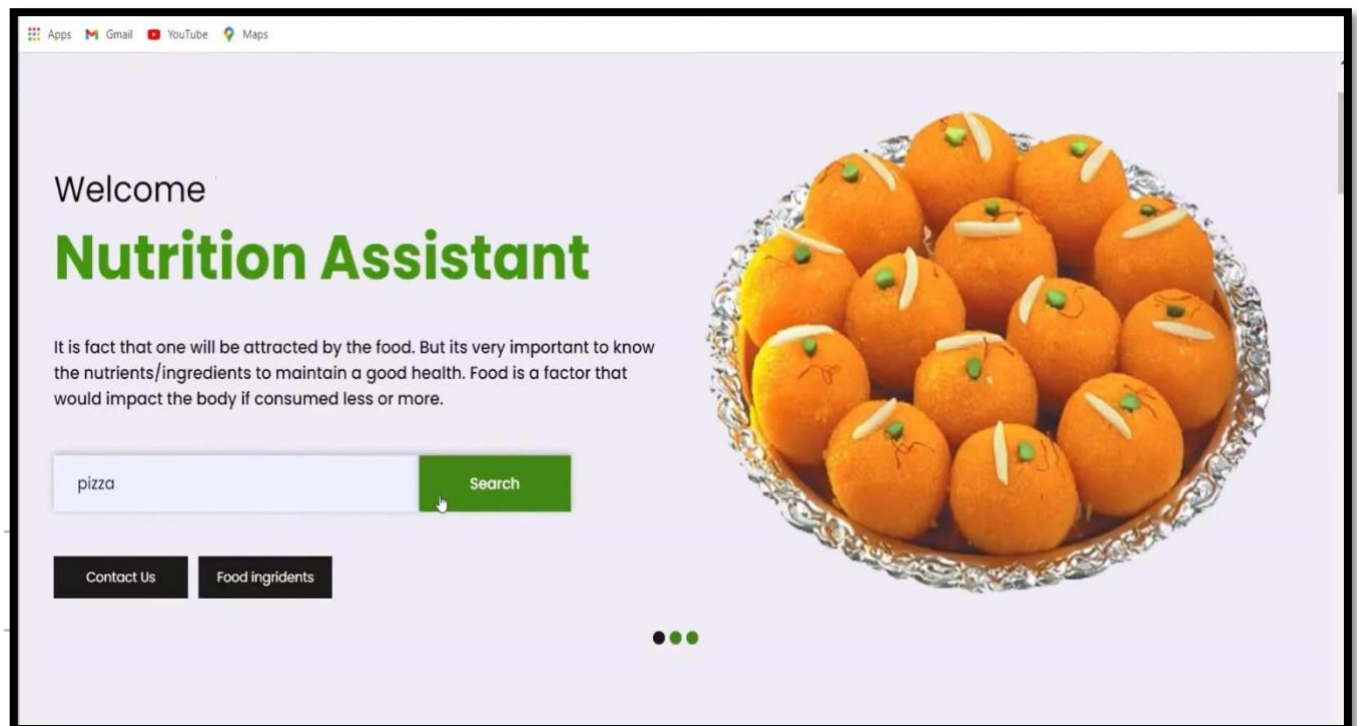 Apps Gmail YouTube Maps
Welcome
Nutrition Assistant
It is fact that one will be attracted by the food. But its very important to know
the nutrients/ingredients to maintain a good health. Food is a factor that
would impact the body if consumed less or more.
pizza Search
Contact Us Food ingridents